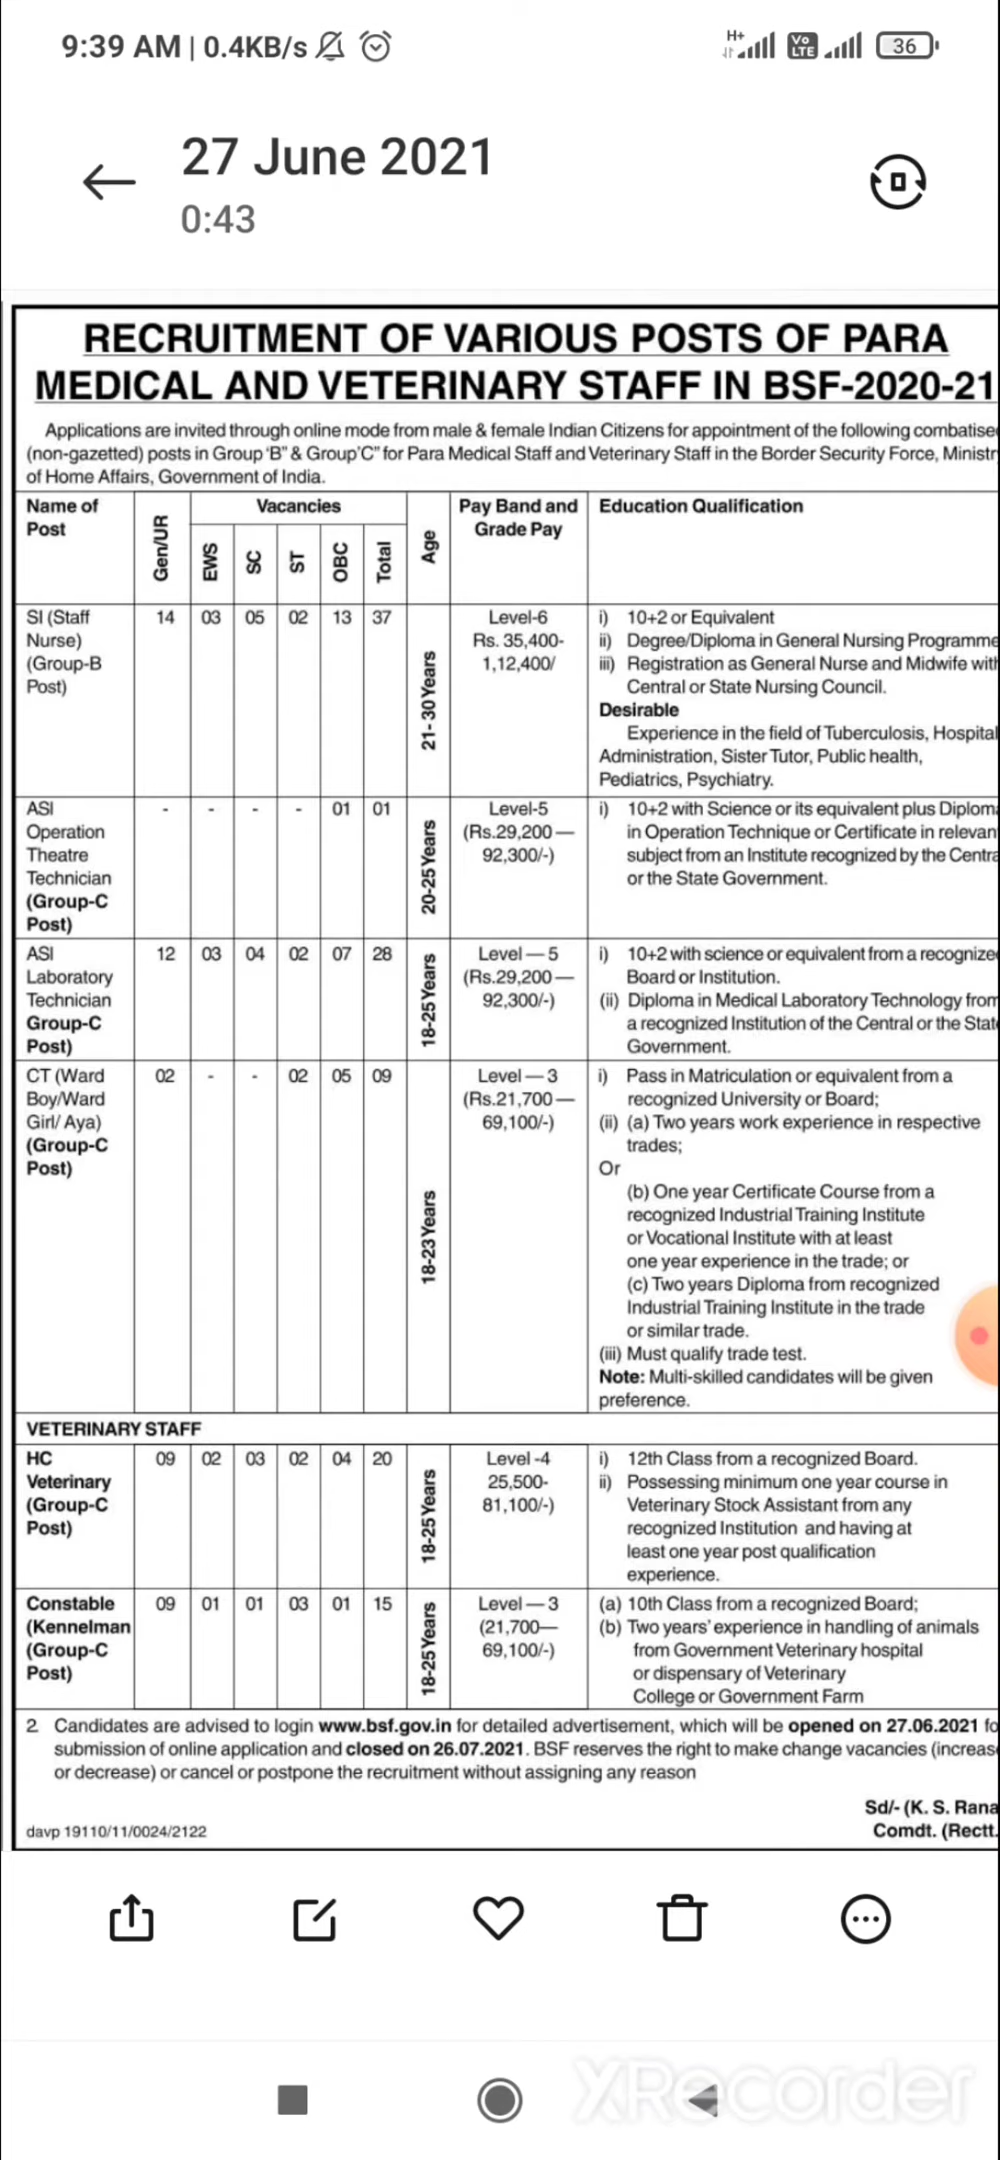 9:39 AM | 0.4KB/s
H+
Vo
LTE
36
27 June 2021
0:43
RECRUITMENT OF VARIOUS POSTS OF PARA
MEDICAL AND VETERINARY STAFF IN BSF-2020-21
Applications are invited through online mode from male & female Indian Citizens for appointment of the following combatise
(non-gazetted) posts in Group 'B" & Group'C" for Para Medical Staff and Veterinary Staff in the Border Security Force, Ministr
of Home Affairs, Government of India.
Name of
Post
Gen/UR
Vacancies
EWS
SC
ST
OBC
Total
Age
Pay Band and
Grade Pay
Education Qualification
SI (Staff
Nurse)
(Group-B
Post)
14 03 05 02 13 37
21- 30 Years
Level-6
Rs. 35,400-
1,12,400/
i) 10+2 or Equivalent
ii) Degree/Diploma in General Nursing Programme
iii) Registration as General Nurse and Midwife with
Central or State Nursing Council.
Desirable
Experience in the field of Tuberculosis, Hospital
Administration, Sister Tutor, Public health,
Pediatrics, Psychiatry.
ASI
Operation
Theatre
Technician
(Group-C
Post)
- - - - 01 01
20-25 Years
Level-5
(Rs.29,200—
92,300/-)
i) 10+2 with Science or its equivalent plus Diplom
in Operation Technique or Certificate in relevan
subject from an Institute recognized by the Centra
or the State Government.
ASI
Laboratory
Technician
Group-C
Post)
12 03 04 02 07 28
18-25 Years
Level—5
(Rs.29,200—
92,300/-)
i) 10+2 with science or equivalent from a recognize
Board or Institution.
(ii) Diploma in Medical Laboratory Technology from
a recognized Institution of the Central or the Stat
Government.
CT (Ward
Boy/Ward
Girl/ Aya)
(Group-C
Post)
02 - - 02 05 09
18-23 Years
Level—3
(Rs.21,700—
69,100/-)
i) Pass in Matriculation or equivalent from a
recognized University or Board;
(ii) (a) Two years work experience in respective
trades;
Or
(b) One year Certificate Course from a
recognized Industrial Training Institute
or Vocational Institute with at least
one year experience in the trade; or
(c) Two years Diploma from recognized
Industrial Training Institute in the trade
or similar trade.
(iii) Must qualify trade test.
Note: Multi-skilled candidates will be given
preference.
VETERINARY STAFF
HC
Veterinary
(Group-C
Post)
09 02 03 02 04 20
18-25 Years
Level -4
25,500-
81,100/-)
i) 12th Class from a recognized Board.
ii) Possessing minimum one year course in
Veterinary Stock Assistant from any
recognized Institution and having at
least one year post qualification
experience.
Constable
(Kennelman
(Group-C
Post)
09 01 01 03 01 15
18-25 Years
Level—3
(21,700—
69,100/-)
(a) 10th Class from a recognized Board;
(b) Two years' experience in handling of animals
from Government Veterinary hospital
or dispensary of Veterinary
College or Government Farm
2 Candidates are advised to login www.bsf.gov.in for detailed advertisement, which will be opened on 27.06.2021 fo
submission of online application and closed on 26.07.2021. BSF reserves the right to make change vacancies (increas
or decrease) or cancel or postpone the recruitment without assigning any reason
Sd/- (K. S. Rana
davp 19110/11/0024/2122
Comdt. (Rectt.
XRecorder